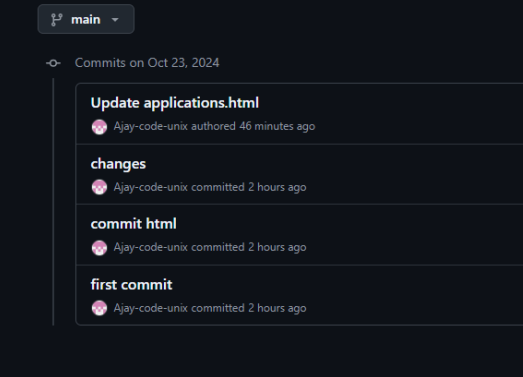 main
Commits on Oct 23, 2024
Update applications.html
Ajay-code-unix authored 46 minutes ago
changes
Ajay-code-unix committed 2 hours ago
commit html
Ajay-code-unix committed 2 hours ago
first commit
Ajay-code-unix committed 2 hours ago